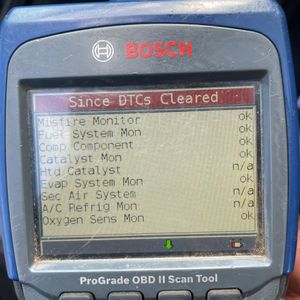 BOSCH
Since DTCs Cleared
Misfire Monitor ok
Fuel System Mon ok
Comp Component ok
Catalyst Mon ok
Htd Catalyst n/a
Evap System Mon ok
Sec Air System n/a
A/C Refrig Mon n/a
Oxygen Sens Mon ok
ProGrade OBD II Scan Tool